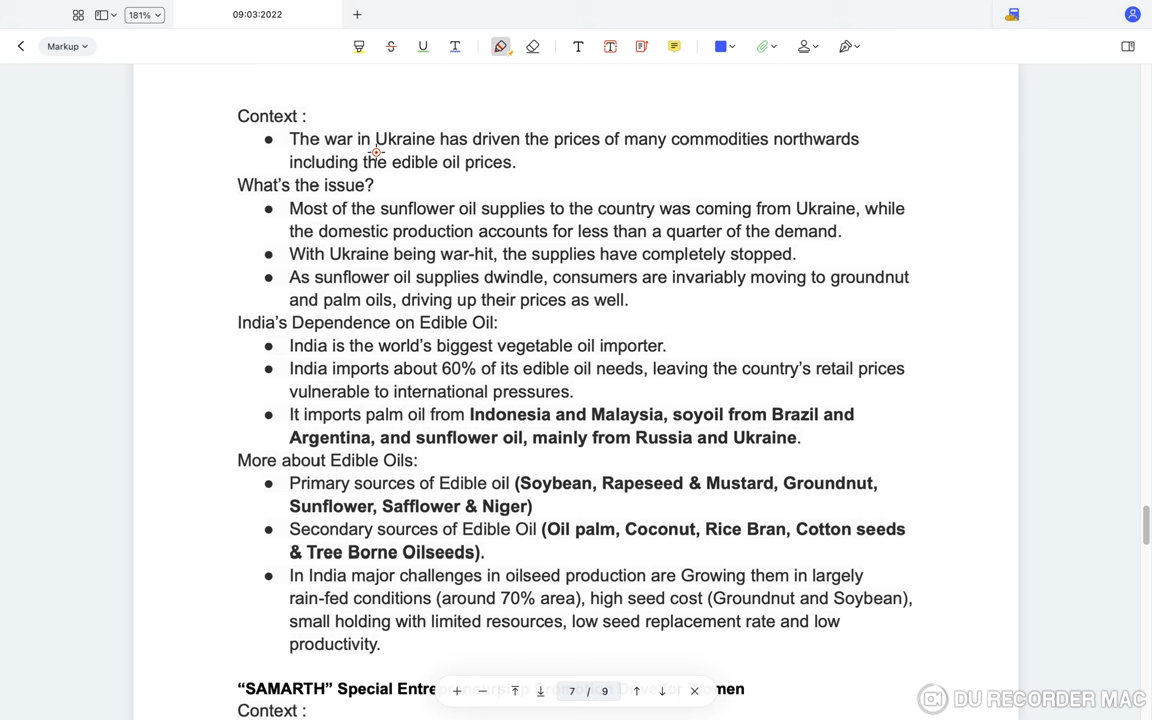 181%
09:03:2022
Markup
Context :
The war in Ukraine has driven the prices of many commodities northwards
including the edible oil prices.
What's the issue?
Most of the sunflower oil supplies to the country was coming from Ukraine, while
the domestic production accounts for less than a quarter of the demand.
With Ukraine being war-hit, the supplies have completely stopped.
As sunflower oil supplies dwindle, consumers are invariably moving to groundnut
and palm oils, driving up their prices as well.
India's Dependence on Edible Oil:
India is the world's biggest vegetable oil importer.
India imports about 60% of its edible oil needs, leaving the country's retail prices
vulnerable to international pressures.
It imports palm oil from Indonesia and Malaysia, soyoil from Brazil and
Argentina, and sunflower oil, mainly from Russia and Ukraine.
More about Edible Oils:
Primary sources of Edible oil (Soybean, Rapeseed & Mustard, Groundnut,
Sunflower, Safflower & Niger)
Secondary sources of Edible Oil (Oil palm, Coconut, Rice Bran, Cotton seeds
& Tree Borne Oilseeds).
In India major challenges in oilseed production are Growing them in largely
rain-fed conditions (around 70% area), high seed cost (Groundnut and Soybean),
small holding with limited resources, low seed replacement rate and low
productivity.
"SAMARTH" Special Entrepreneurship Promotion Drive for Women
7 / 9
Context :
DU RECORDER MAC